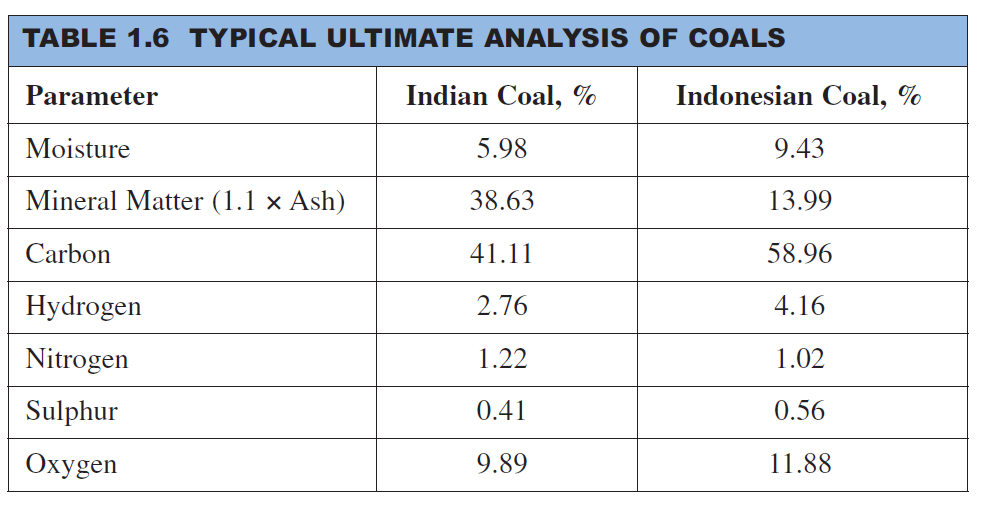 TABLE 1.6 TYPICAL ULTIMATE ANALYSIS OF COALS
Parameter Indian Coal, % Indonesian Coal, %
Moisture 5.98 9.43
Mineral Matter (1.1 × Ash) 38.63 13.99
Carbon 41.11 58.96
Hydrogen 2.76 4.16
Nitrogen 1.22 1.02
Sulphur 0.41 0.56
Oxygen 9.89 11.88